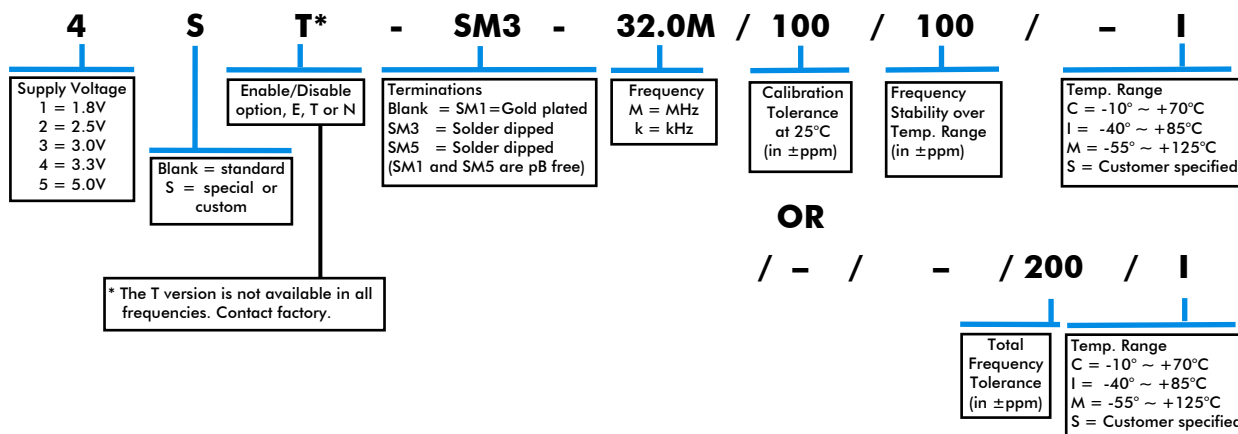 4 S T* - SM3 - 32.0M / 100 / 100 / - I
Supply Voltage
1 = 1.8V
2 = 2.5V
3 = 3.0V
4 = 3.3V
5 = 5.0V
Blank = standard
S = special or
custom
Enable/Disable
option, E, T or N
* The T version is not available in all
frequencies. Contact factory.
Terminations
Blank = SM1=Gold plated
SM3 = Solder dipped
SM5 = Solder dipped
(SM1 and SM5 are pB free)
Frequency
M = MHz
k = kHz
Calibration
Tolerance
at 25°C
(in ±ppm)
Frequency
Stability over
Temp. Range
(in ±ppm)
Temp. Range
C = -10° ~ +70°C
I = -40° ~ +85°C
M = -55° ~ +125°C
S = Customer specified
OR
/ - / - / 200 / I
Total
Frequency
Tolerance
(in ±ppm)
Temp. Range
C = -10° ~ +70°C
I = -40° ~ +85°C
M = -55° ~ +125°C
S = Customer specified